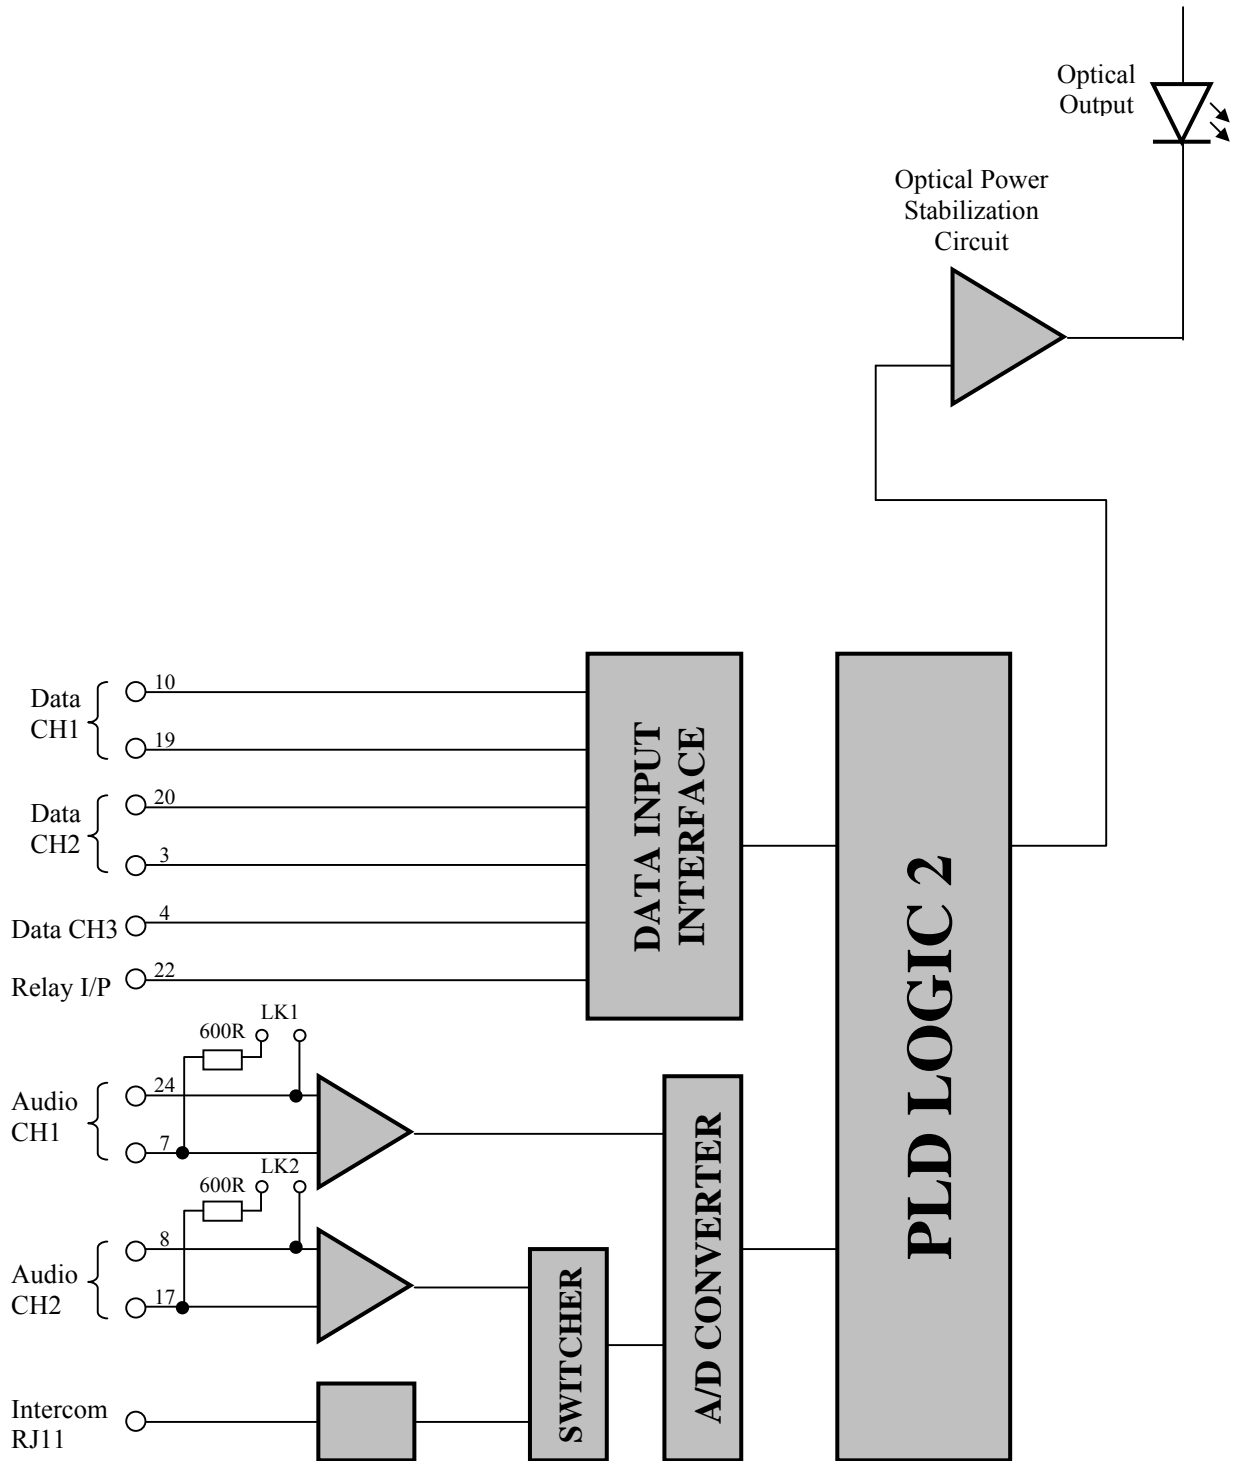 Optical
Output
Optical Power
Stabilization
Circuit
Data
CH1
10
19
Data
CH2
20
3
Data CH3
4
Relay I/P
22
DATA INPUT
INTERFACE
PLD LOGIC 2
600R
LK1
Audio
CH1
24
7
600R
LK2
Audio
CH2
8
17
SWITCHER
A/D CONVERTER
Intercom
RJ11